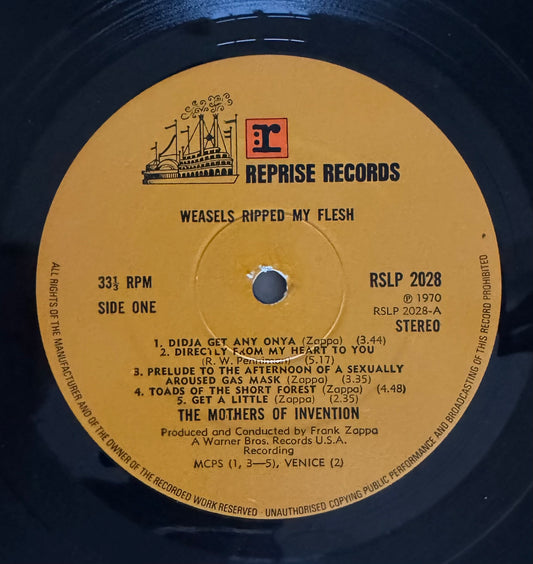 r
REPRISE RECORDS
WEASELS RIPPED MY FLESH
33⅓ RPM
SIDE ONE
RSLP 2028
℗ 1970
RSLP 2028-A
STEREO
1. DIDJA GET ANY ONYA (Zappa) (3.44)
2. DIRECTLY FROM MY HEART TO YOU
(R. W. Penniman) (5.17)
3. PRELUDE TO THE AFTERNOON OF A SEXUALLY
AROUSED GAS MASK (Zappa) (3.35)
4. TOADS OF THE SHORT FOREST (Zappa) (4.48)
5. GET A LITTLE (Zappa) (2.35)
THE MOTHERS OF INVENTION
Produced and Conducted by Frank Zappa
A Warner Bros. Records U.S.A.
Recording
MCPS (1, 3—5), VENICE (2)
ALL RIGHTS OF THE MANUFACTURER AND OF THE OWNER OF THE RECORDED WORK RESERVED · UNAUTHORISED COPYING PUBLIC PERFORMANCE AND BROADCASTING OF THIS RECORD PROHIBITED